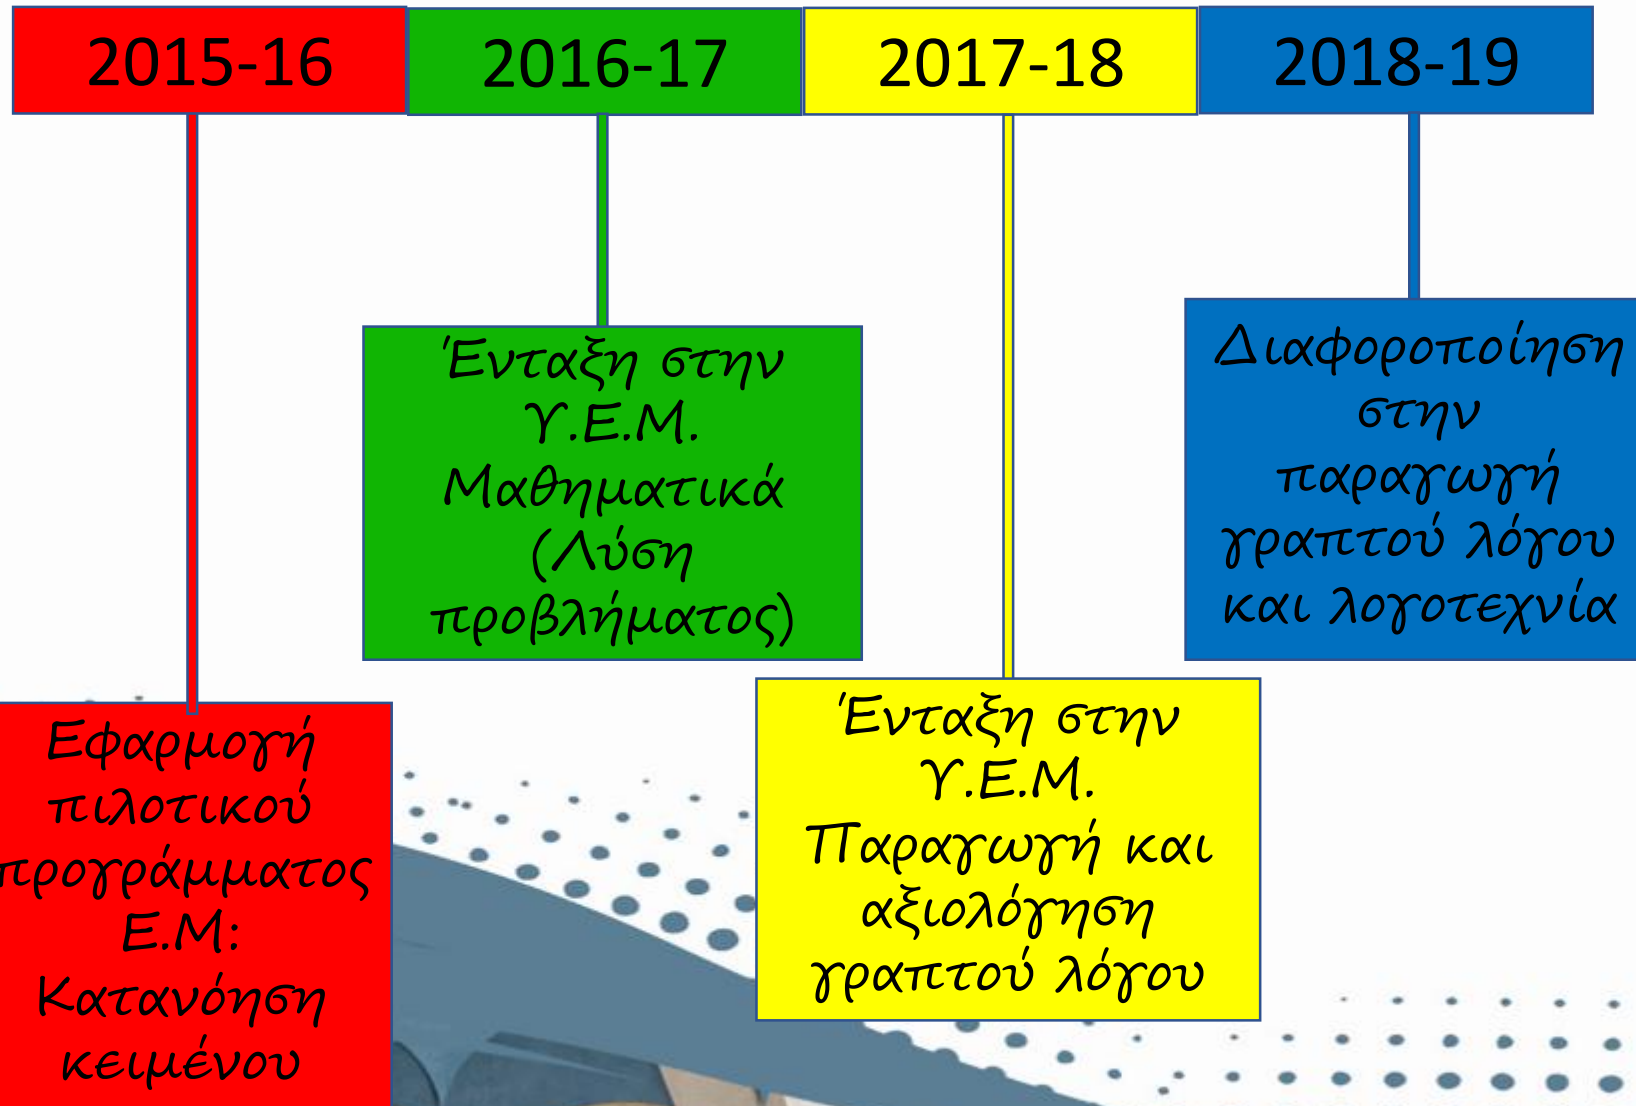 2015-16
2016-17
2017-18
2018-19
Εφαρμογή
πιλοτικού
προγράμματος
Ε.Μ:
Κατανόηση
κειμένου
Ένταξη στην
Υ.Ε.Μ.
Μαθηματικά
(Λύση
προβλήματος)
Ένταξη στην
Υ.Ε.Μ.
Παραγωγή και
αξιολόγηση
γραπτού λόγου
Διαφοροποίηση
στην
παραγωγή
γραπτού λόγου
και λογοτεχνία